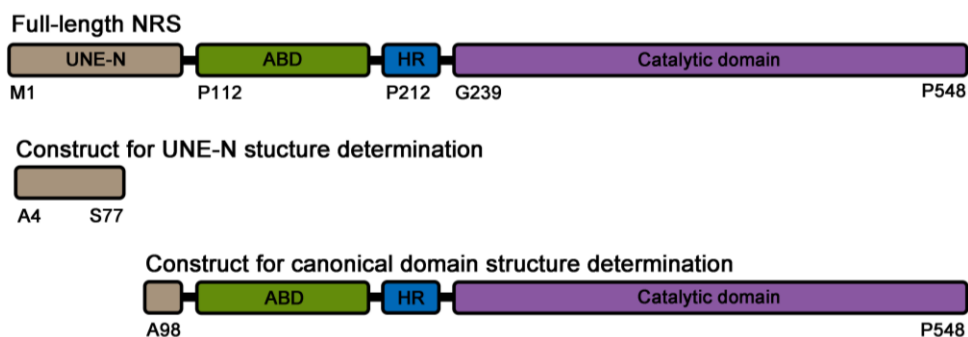 Full-length NRS
UNE-N ABD HR Catalytic domain
M1 P112 P212 G239 P548
Construct for UNE-N stucture determination
A4 S77
Construct for canonical domain structure determination
ABD HR Catalytic domain
A98 P548